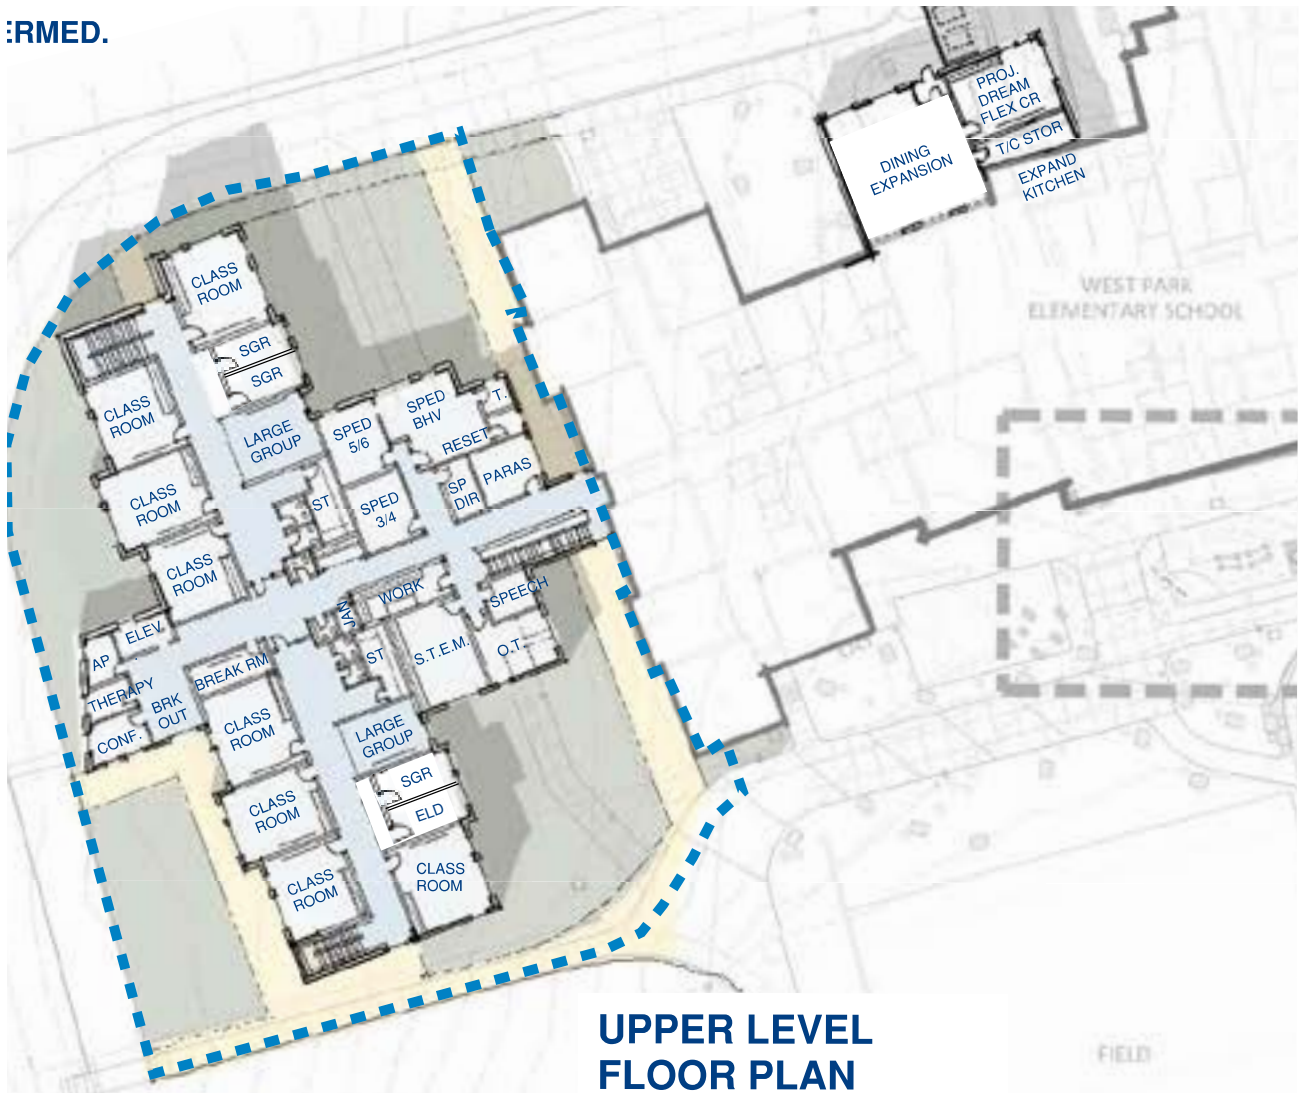 ERMED.
PROJ.
DREAM
FLEX CR
T/C STOR
DINING
EXPANSION
EXPAND
KITCHEN
WEST PARK
ELEMENTARY SCHOOL
CLASS
ROOM
SGR
SGR
CLASS
ROOM
LARGE
GROUP
SPED
5/6
SPED
BHV
T.
RESET
PARAS
SP
DIR
CLASS
ROOM
ST
SPED
3/4
CLASS
ROOM
WORK
JAN
SPEECH
ELEV
AP
THERAPY
BRK
OUT
CONF.
BREAK RM
ST
S.T.E.M.
O.T.
CLASS
ROOM
LARGE
GROUP
SGR
ELD
CLASS
ROOM
CLASS
ROOM
CLASS
ROOM
UPPER LEVEL
FLOOR PLAN
FIELD